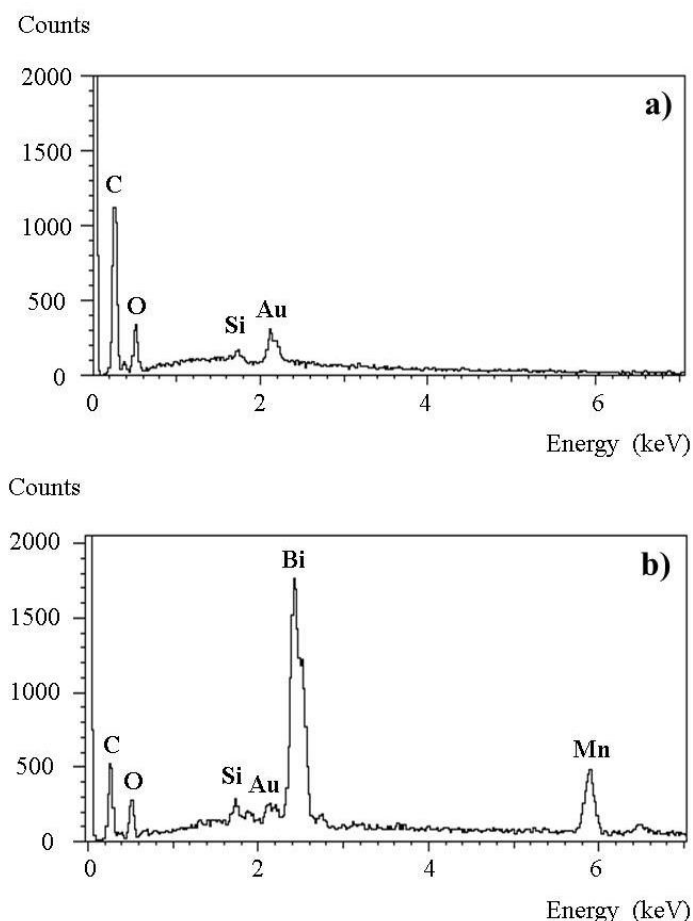 Counts
2000
a)
1500
C
1000
O
500
Si
Au
0
0 2 4 6
Energy (keV)
Counts
2000
b)
Bi
1500
1000
C
500
O
Si
Au
Mn
0
0 2 4 6
Energy (keV)